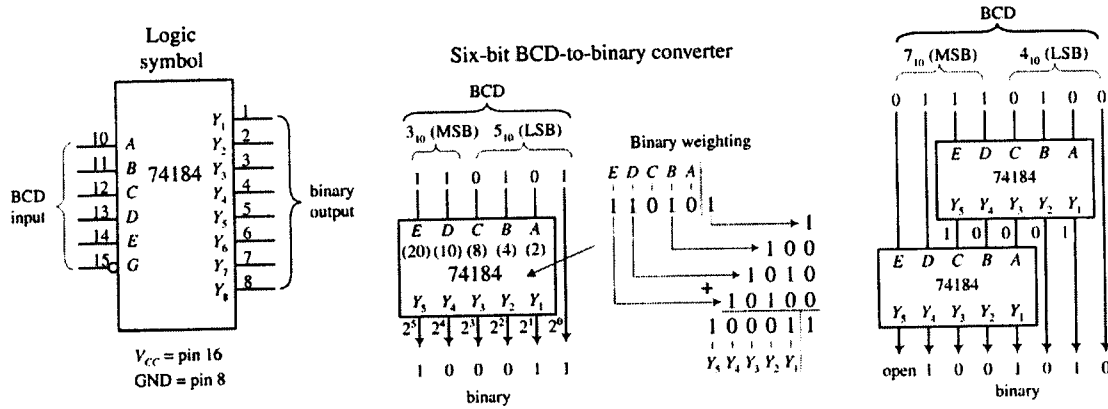 Logic
symbol
10 A
11 B
12 C
13 D
14 E
15 G
BCD
input
74184
Y1 1
Y2 2
Y3 3
Y4 4
Y5 5
Y6 6
Y7 7
Y8 8
binary
output
VCC = pin 16
GND = pin 8
Six-bit BCD-to-binary converter
BCD
3₁₀ (MSB) 5₁₀ (LSB)
1 1 0 1 0 1
E D C B A
(20) (10) (8) (4) (2)
74184
Y5 Y4 Y3 Y2 Y1
2⁵ 2⁴ 2³ 2² 2¹ 2⁰
1 0 0 0 1 1
binary
Binary weighting
E D C B A
1 1 0 1 0 1
1
1 0 0
1 0 1 0
+ 1 0 1 0 0
1 0 0 0 1 1
Y5 Y4 Y3 Y2 Y1
BCD
7₁₀ (MSB) 4₁₀ (LSB)
0 1 1 1 0 1 0 0
E D C B A
74184
Y5 Y4 Y3 Y2 Y1
1 0 0 0 1
E D C B A
74184
Y5 Y4 Y3 Y2 Y1
open 1 0 0 1 0 1 0
binary